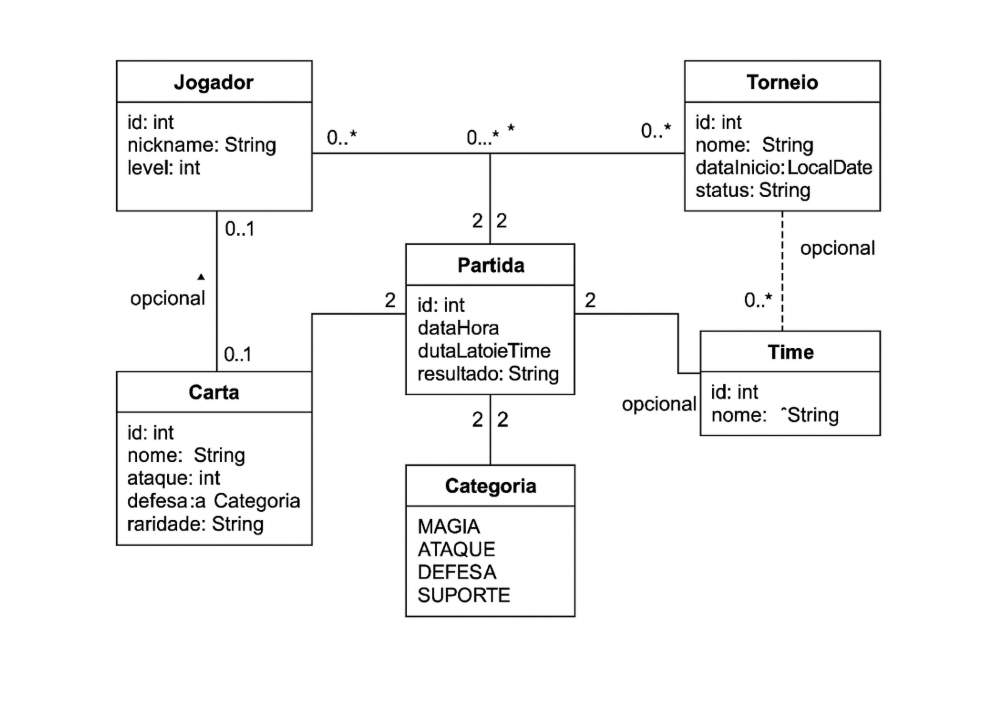 Jogador
id: int
nickname: String
level: int
0..*
0...* *
0..*
Torneio
id: int
nome: String
dataInicio:LocalDate
status: String
0..1
opcional
0..1
2 2
opcional
0..*
Partida
id: int
dataHora
dutaLatoieTime
resultado: String
2
2
Time
id: int
nome: ˆString
opcional
Carta
id: int
nome: String
ataque: int
defesa:a Categoria
raridade: String
2 2
Categoria
MAGIA
ATAQUE
DEFESA
SUPORTE